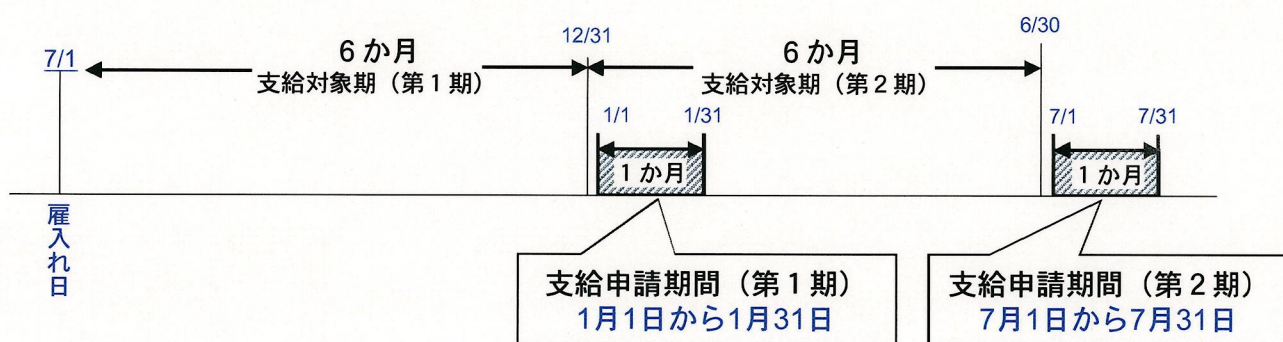 7/1
6か月
支給対象期（第1期）
12/31
6か月
支給対象期（第2期）
6/30
1/1
1/31
1か月
7/1
7/31
1か月
雇入れ日
支給申請期間（第1期）
1月1日から1月31日
支給申請期間（第2期）
7月1日から7月31日